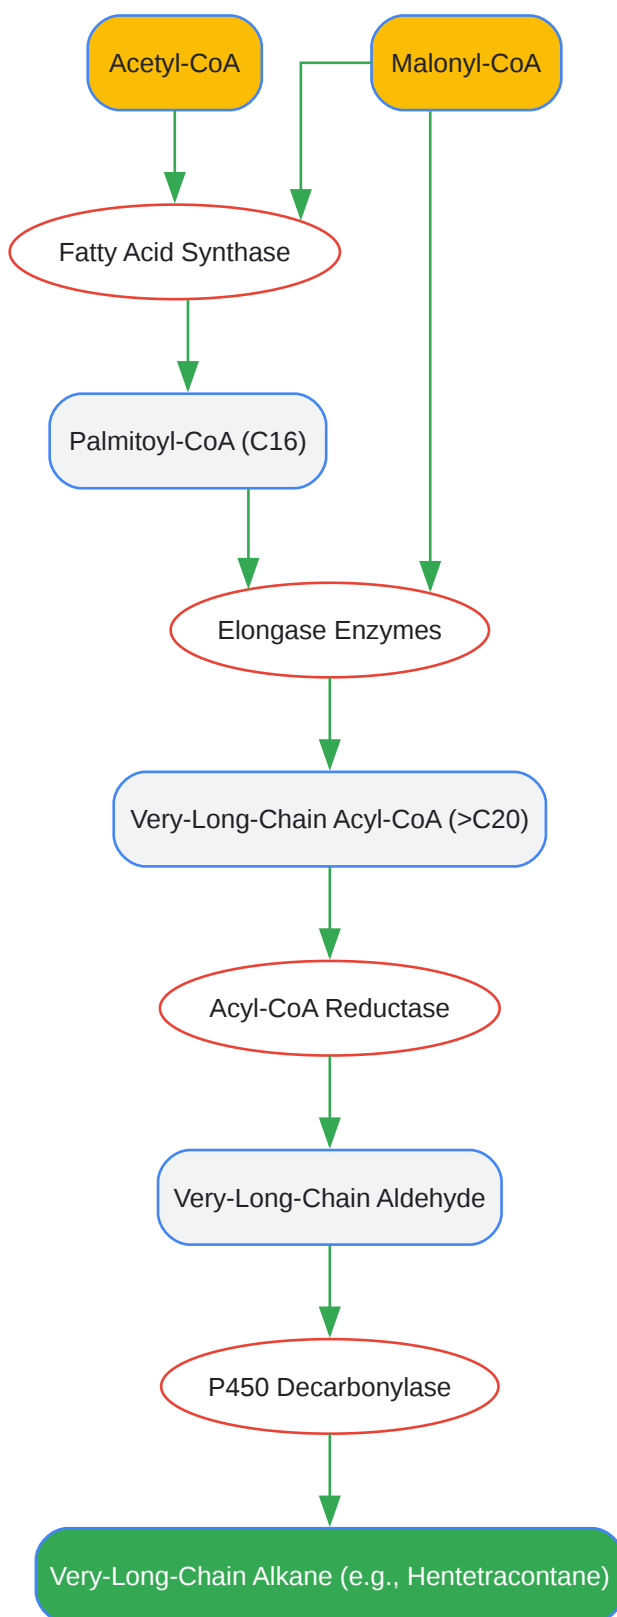 Acetyl-CoA
Malonyl-CoA
Fatty Acid Synthase
Palmitoyl-CoA (C16)
Elongase Enzymes
Very-Long-Chain Acyl-CoA (>C20)
Acyl-CoA Reductase
Very-Long-Chain Aldehyde
P450 Decarbonylase
Very-Long-Chain Alkane (e.g., Hentetracontane)